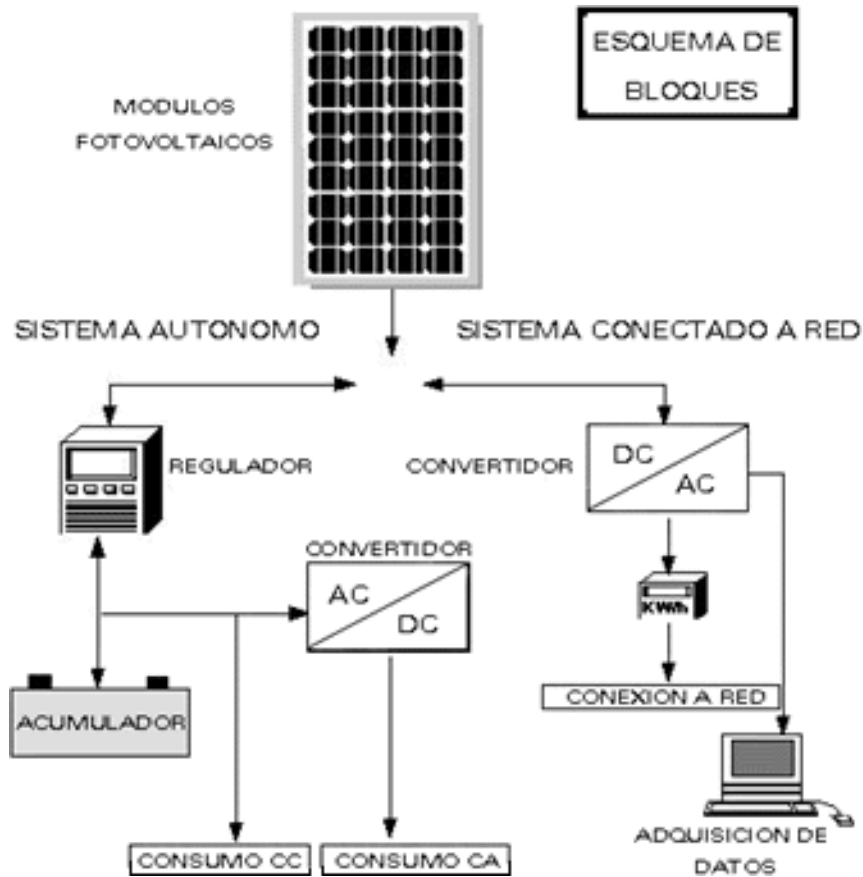 ESQUEMA DE
BLOQUES
MODULOS
FOTOVOLTAICOS
SISTEMA AUTONOMO
SISTEMA CONECTADO A RED
REGULADOR
CONVERTIDOR
DC
AC
CONVERTIDOR
AC
DC
KWh
ACUMULADOR
CONEXION A RED
CONSUMO CC
CONSUMO CA
ADQUISICION DE
DATOS